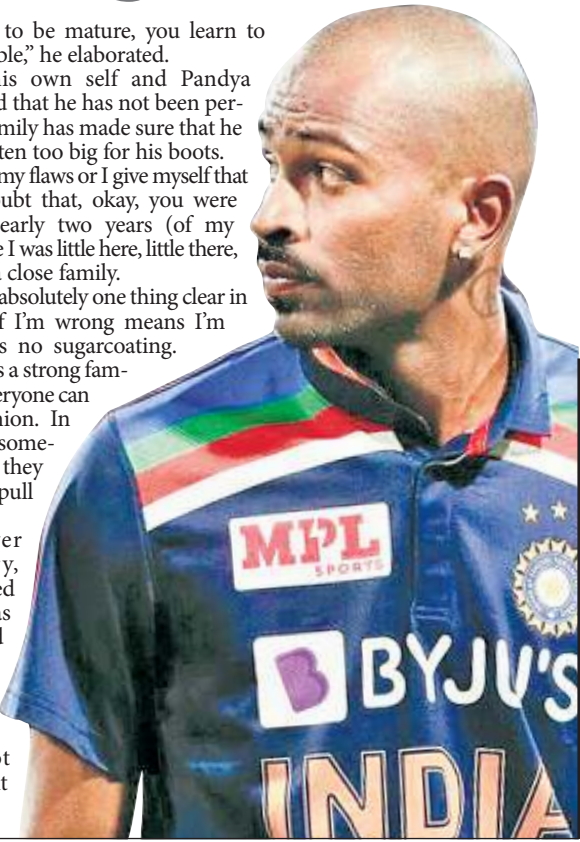 to be mature, you learn to
ble," he elaborated.
his own self and Pandya
d that he has not been per-
mily has made sure that he
ten too big for his boots.
my flaws or I give myself that
ubt that, okay, you were
early two years (of my
e I was little here, little there,
a close family.
absolutely one thing clear in
f I'm wrong means I'm
s no sugarcoating.
s a strong fam-
eryone can
nion. In
some-
they
pull
er
y,
ed
as
d
ot
t
MPL
SPORTS
BYJU'S
INDIA